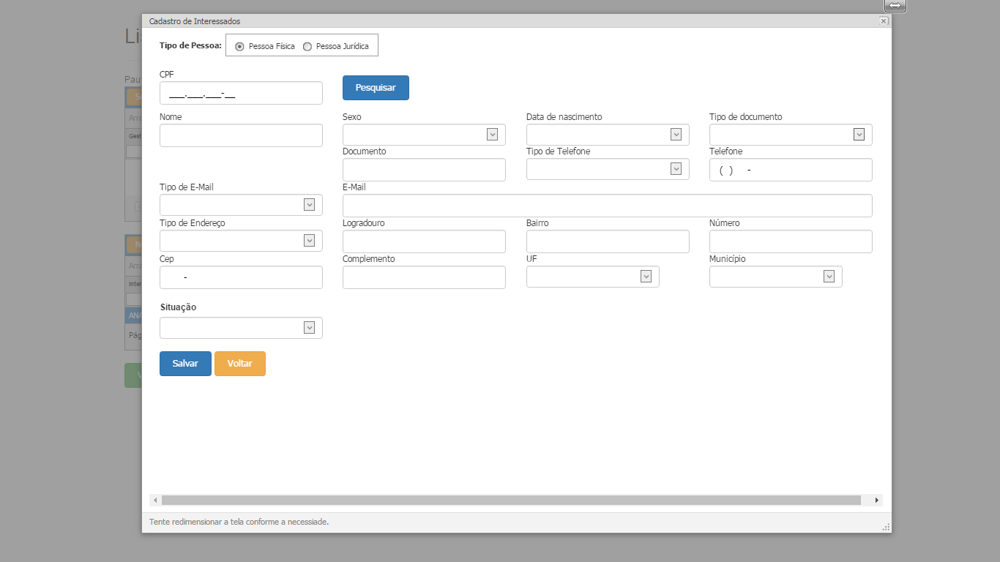 Cadastro de Interessados
Tipo de Pessoa: Pessoa Física Pessoa Jurídica
CPF
___.___.___-__ Pesquisar
Nome Sexo Data de nascimento Tipo de documento
Documento Tipo de Telefone Telefone
( ) -
Tipo de E-Mail E-Mail
Tipo de Endereço Logradouro Bairro Número
Cep Complemento UF Município
-
Situação
Salvar Voltar
Tente redimensionar a tela conforme a necessiade.